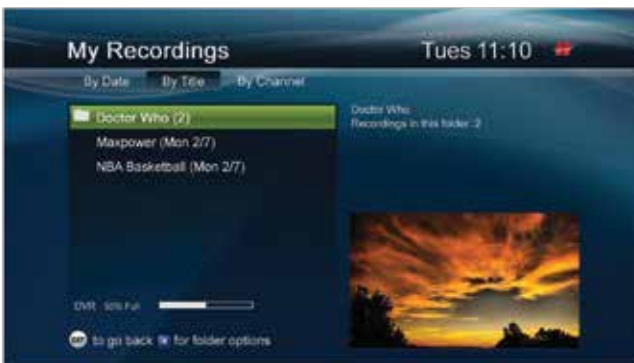 My Recordings Tues 11:10
By Date By Title By Channel
Doctor Who (2)
Maxpower (Mon 2/7)
NBA Basketball (Mon 2/7)
Doctor Who
Recordings in this folder :2
DVR 50% Full
to go back for folder options